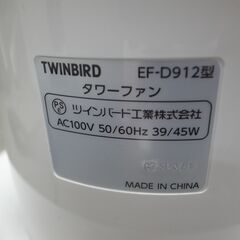 TWINBIRD EF-D912型
タワーファン
PS E ツインバード工業株式会社
AC100V 50/60Hz 39/45W
MADE IN CHINA